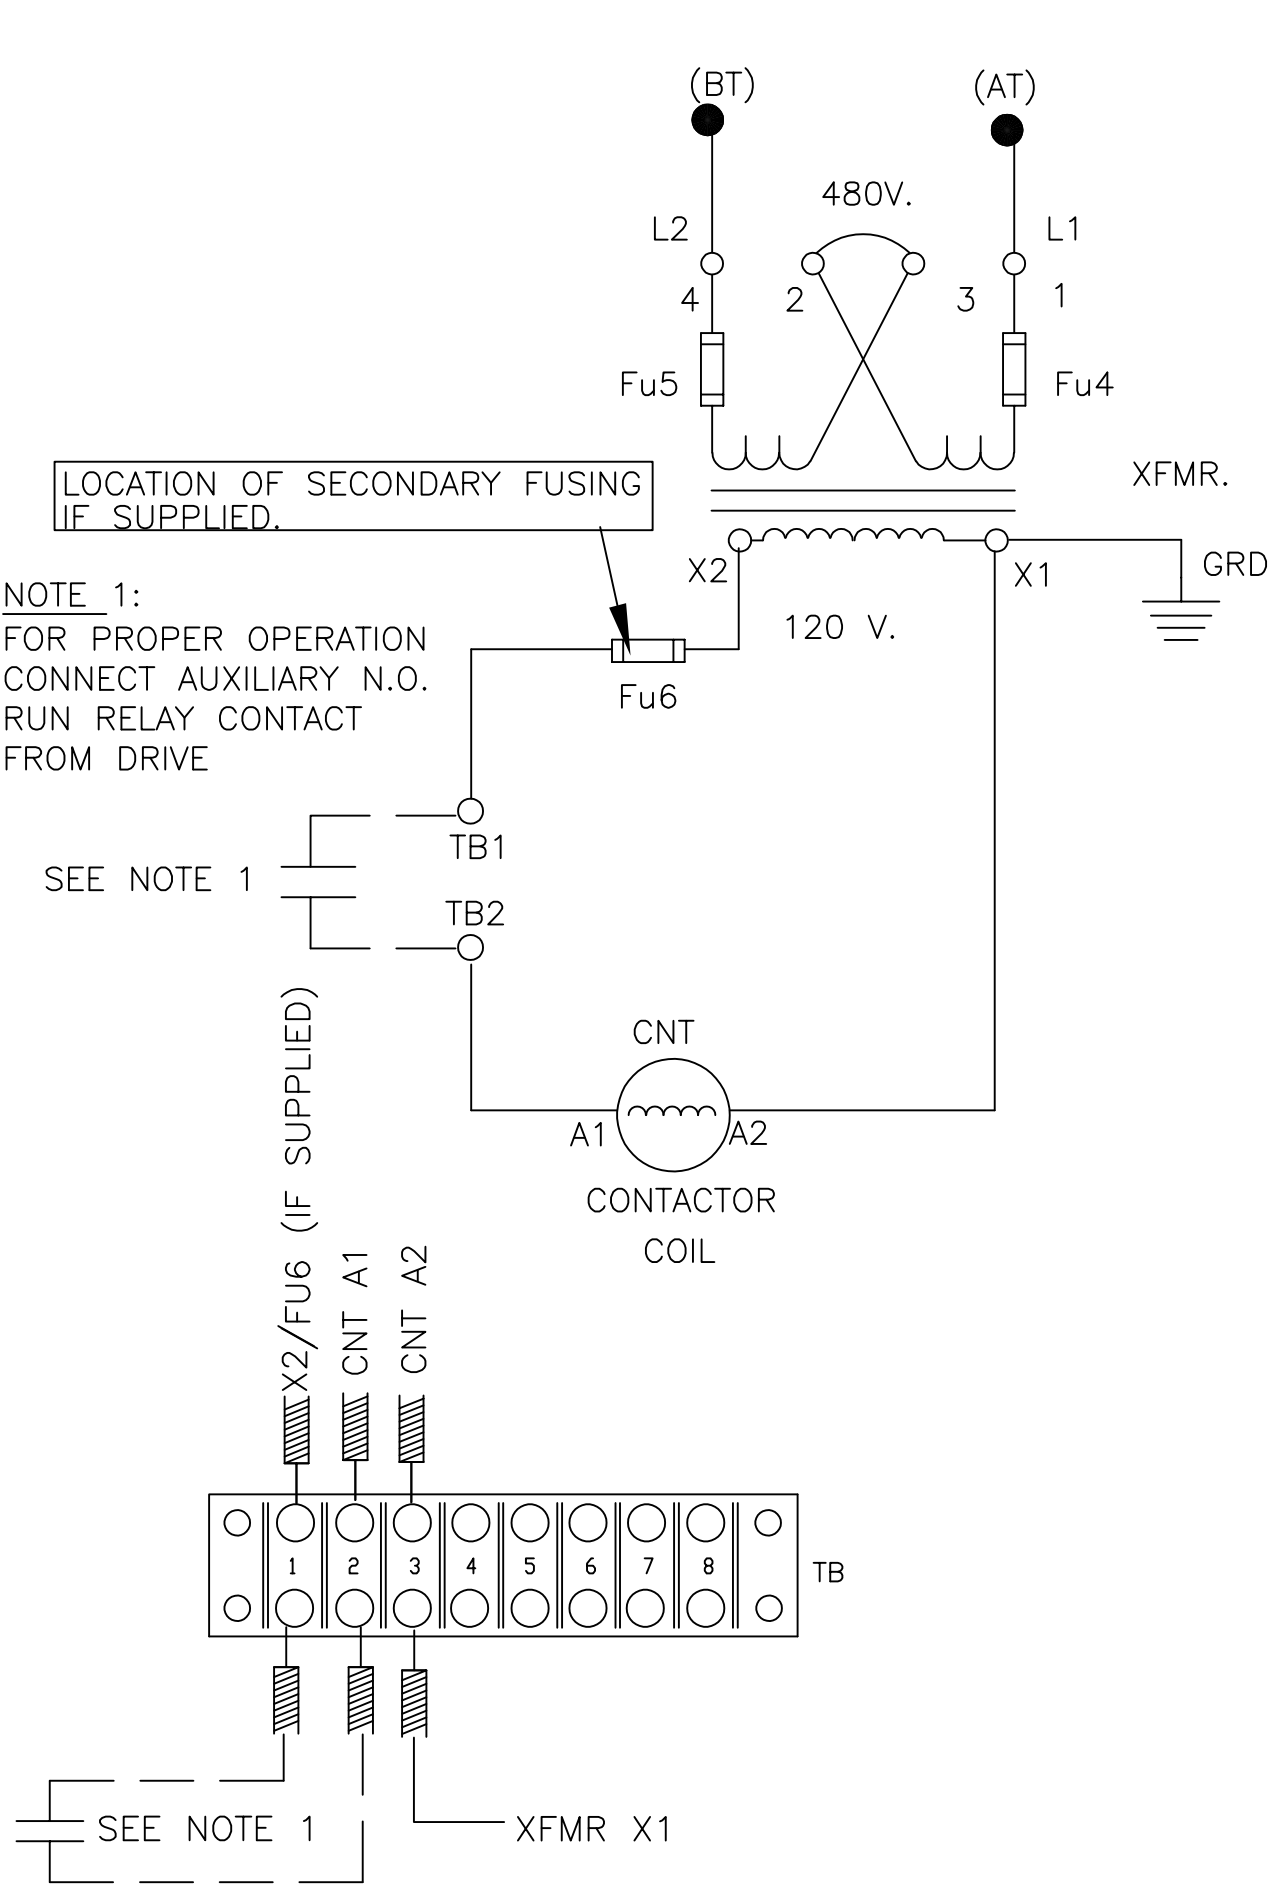 (BT)
(AT)
480V.
L2
L1
4
2
3
1
Fu5
Fu4
LOCATION OF SECONDARY FUSING
IF SUPPLIED.
XFMR.
X2
X1
GRD
NOTE 1:
FOR PROPER OPERATION
CONNECT AUXILIARY N.O.
RUN RELAY CONTACT
FROM DRIVE
120 V.
Fu6
TB1
SEE NOTE 1
TB2
CNT
A1
A2
CONTACTOR
COIL
X2/FU6 (IF SUPPLIED)
CNT A1
CNT A2
1 2 3 4 5 6 7 8
TB
SEE NOTE 1
XFMR X1